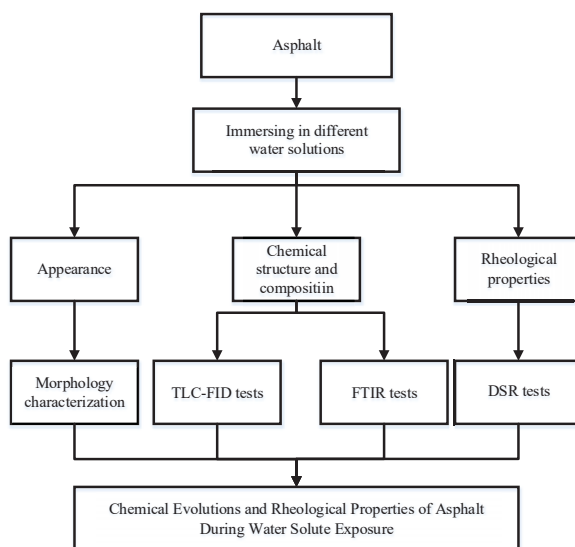 Asphalt
Immersing in different
water solutions
Appearance
Chemical
structure and
compositiin
Rheological
properties
Morphology
characterization
TLC-FID tests
FTIR tests
DSR tests
Chemical Evolutions and Rheological Properties of Asphalt
During Water Solute Exposure